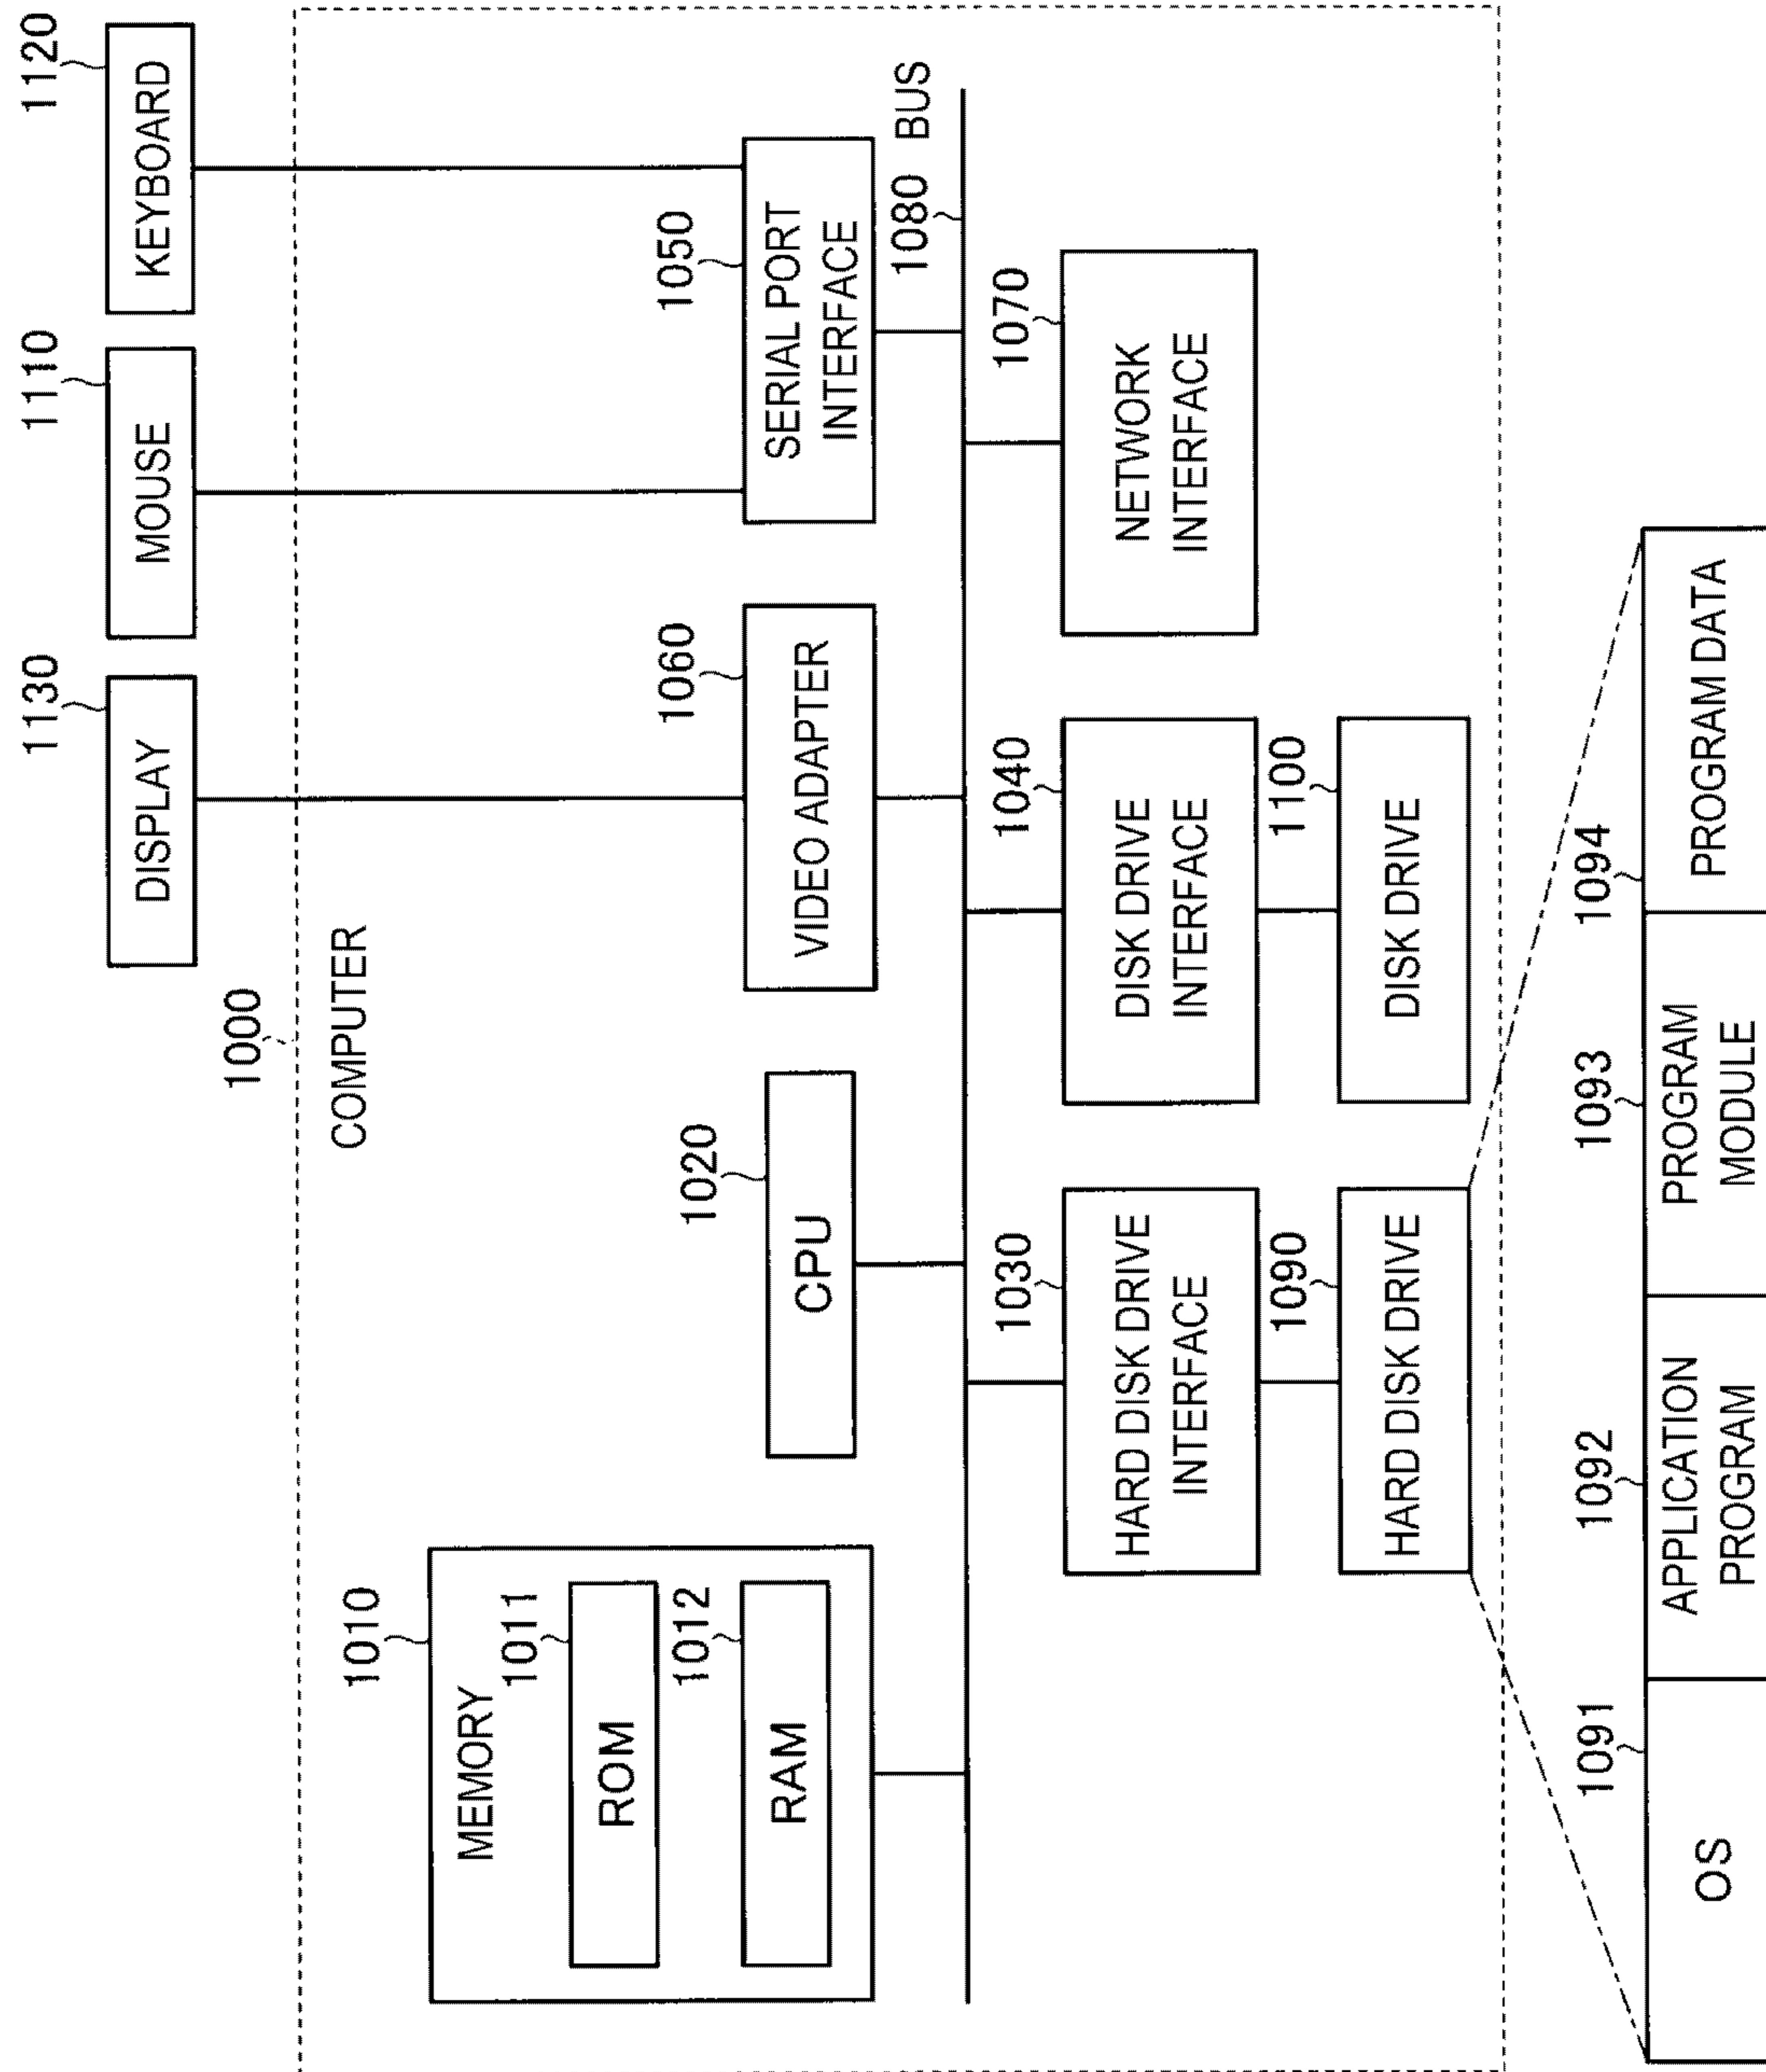 1130
1110
1120
DISPLAY
MOUSE
KEYBOARD
1000
COMPUTER
1010
MEMORY
1011
ROM
1012
RAM
1020
CPU
1060
VIDEO ADAPTER
1050
SERIAL PORT
INTERFACE
1080
BUS
1030
HARD DISK DRIVE
INTERFACE
1040
DISK DRIVE
INTERFACE
1070
NETWORK
INTERFACE
1090
HARD DISK DRIVE
1100
DISK DRIVE
1091
OS
1092
APPLICATION
PROGRAM
1093
PROGRAM
MODULE
1094
PROGRAM DATA